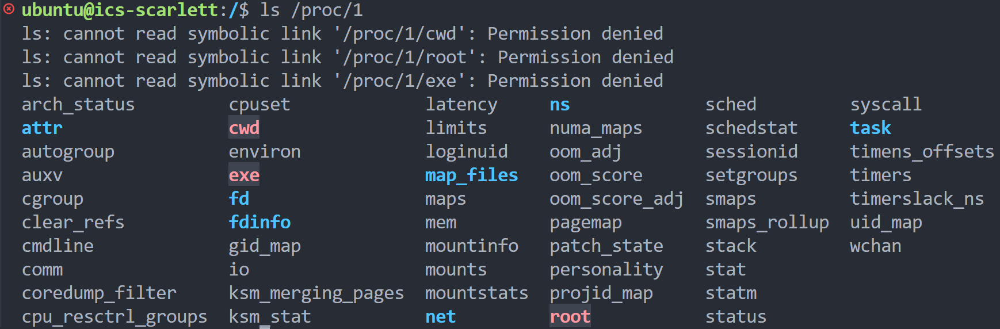 ubuntu@ics-scarlett:/$ ls /proc/1
ls: cannot read symbolic link '/proc/1/cwd': Permission denied
ls: cannot read symbolic link '/proc/1/root': Permission denied
ls: cannot read symbolic link '/proc/1/exe': Permission denied
arch_status cpuset latency ns sched syscall
attr cwd limits numa_maps schedstat task
autogroup environ loginuid oom_adj sessionid timens_offsets
auxv exe map_files oom_score setgroups timers
cgroup fd maps oom_score_adj smaps timerslack_ns
clear_refs fdinfo mem pagemap smaps_rollup uid_map
cmdline gid_map mountinfo patch_state stack wchan
comm io mounts personality stat
coredump_filter ksm_merging_pages mountstats projid_map statm
cpu_resctrl_groups ksm_stat net root status